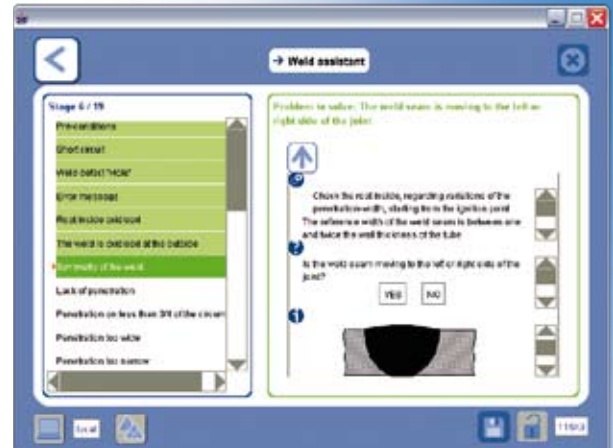 → Weld assistant
Stage 6 / 19
Pre-conditions
Short circuit
Weld defect "Hole"
Error message
Root inside oxidised
The weld is oxidised at the outside
of the weld
Lack of penetration
Penetration on less than 3/4 of the circum
Penetration too wide
Penetration too narrow
Problem to solve: The weld seam is moving to the left or
right side of the joint
Check the root inside, regarding variations of the
penetration width, starting from the ignition point
The reference width of the weld seam is between one
and twice the wall thickness of the tube
?
Is the weld seam moving to the left or right side of the
joint?
YES NO
1
local